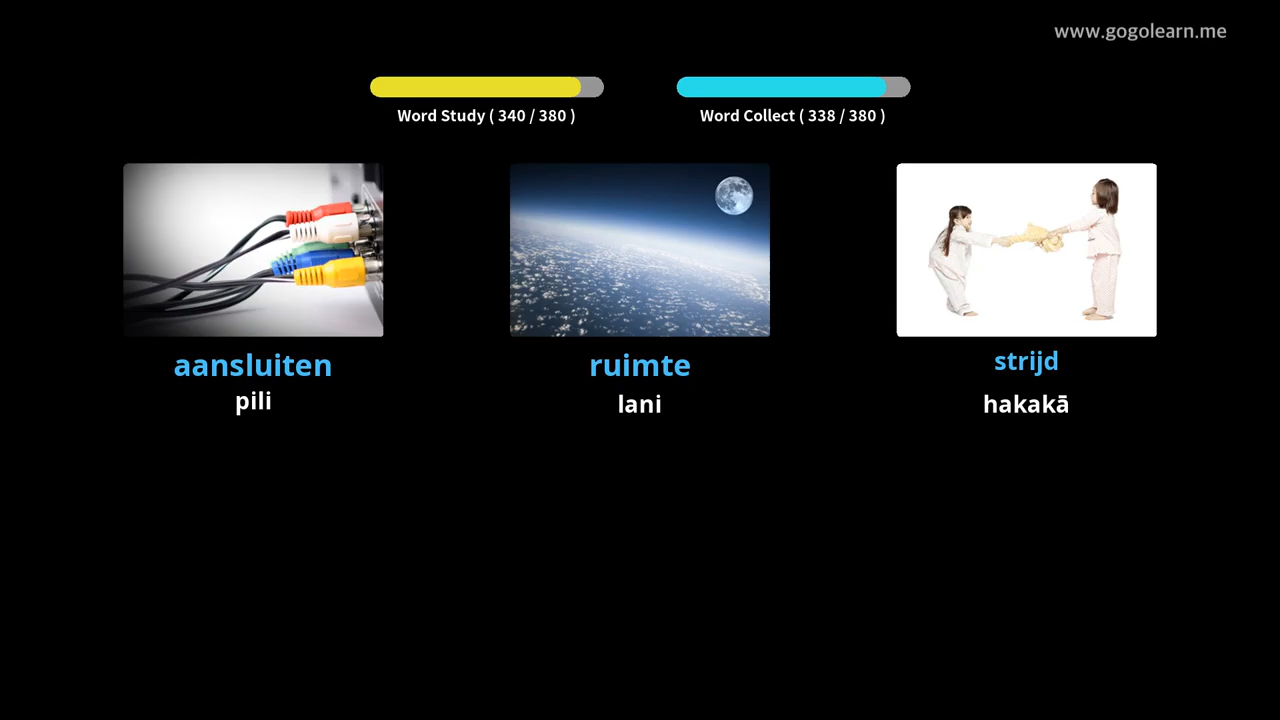 www.gogolearn.me
Word Study ( 340 / 380 )
Word Collect ( 338 / 380 )
aansluiten
pili
ruimte
lani
strijd
hakakā